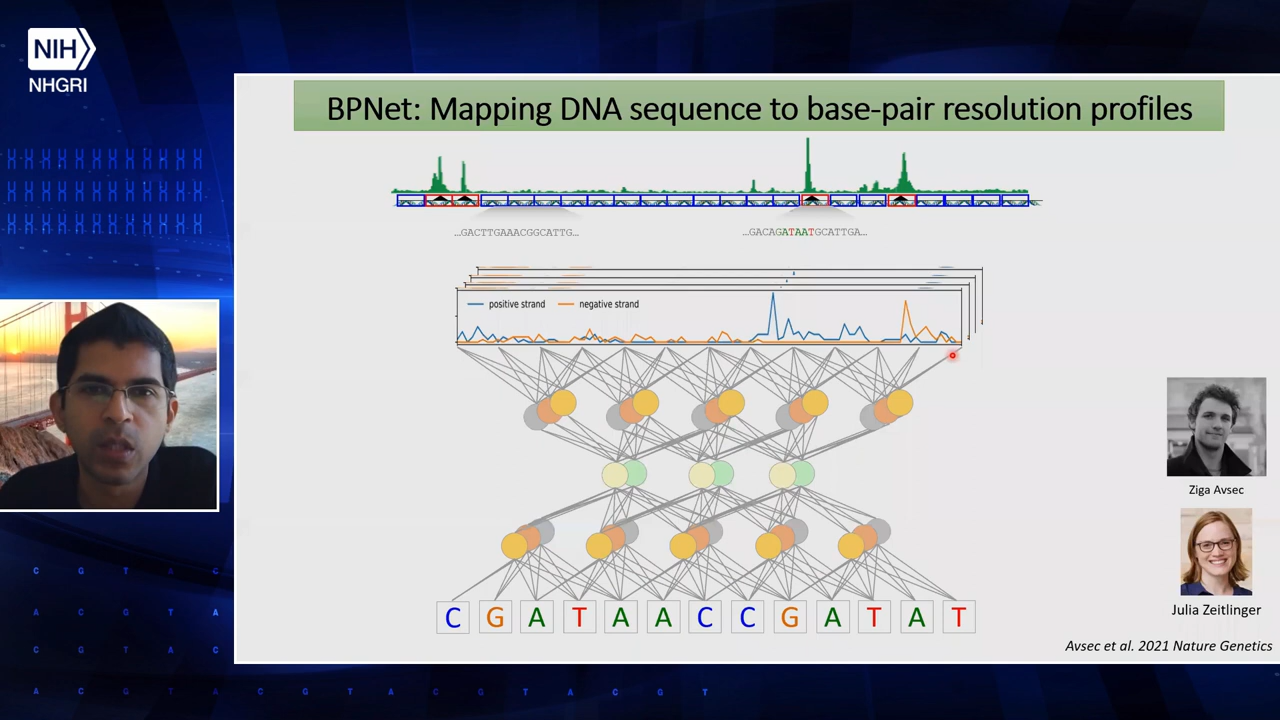 NIH
NHGRI
BPNet: Mapping DNA sequence to base-pair resolution profiles
...GACTTGAAACGGCATTG...
...GACAGATAATGCATTGA...
positive strand
negative strand
C G A T A A C C G A T A T
Ziga Avsec
Julia Zeitlinger
Avsec et al. 2021 Nature Genetics
C G T A G
A C G T A
C G T A C
A C G T A C G T A C G T A C G T